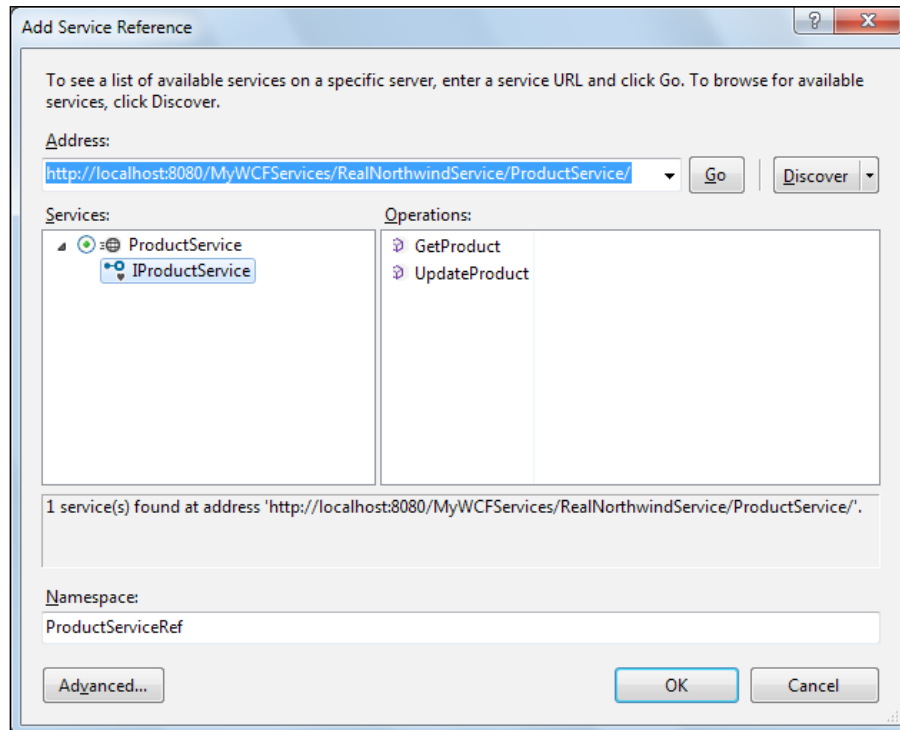 Add Service Reference
To see a list of available services on a specific server, enter a service URL and click Go. To browse for available
services, click Discover.
Address:
http://localhost:8080/MyWCFServices/RealNorthwindService/ProductService/
Go
Discover
Services:
Operations:
ProductService
IProductService
GetProduct
UpdateProduct
1 service(s) found at address 'http://localhost:8080/MyWCFServices/RealNorthwindService/ProductService/'.
Namespace:
ProductServiceRef
Advanced...
OK
Cancel